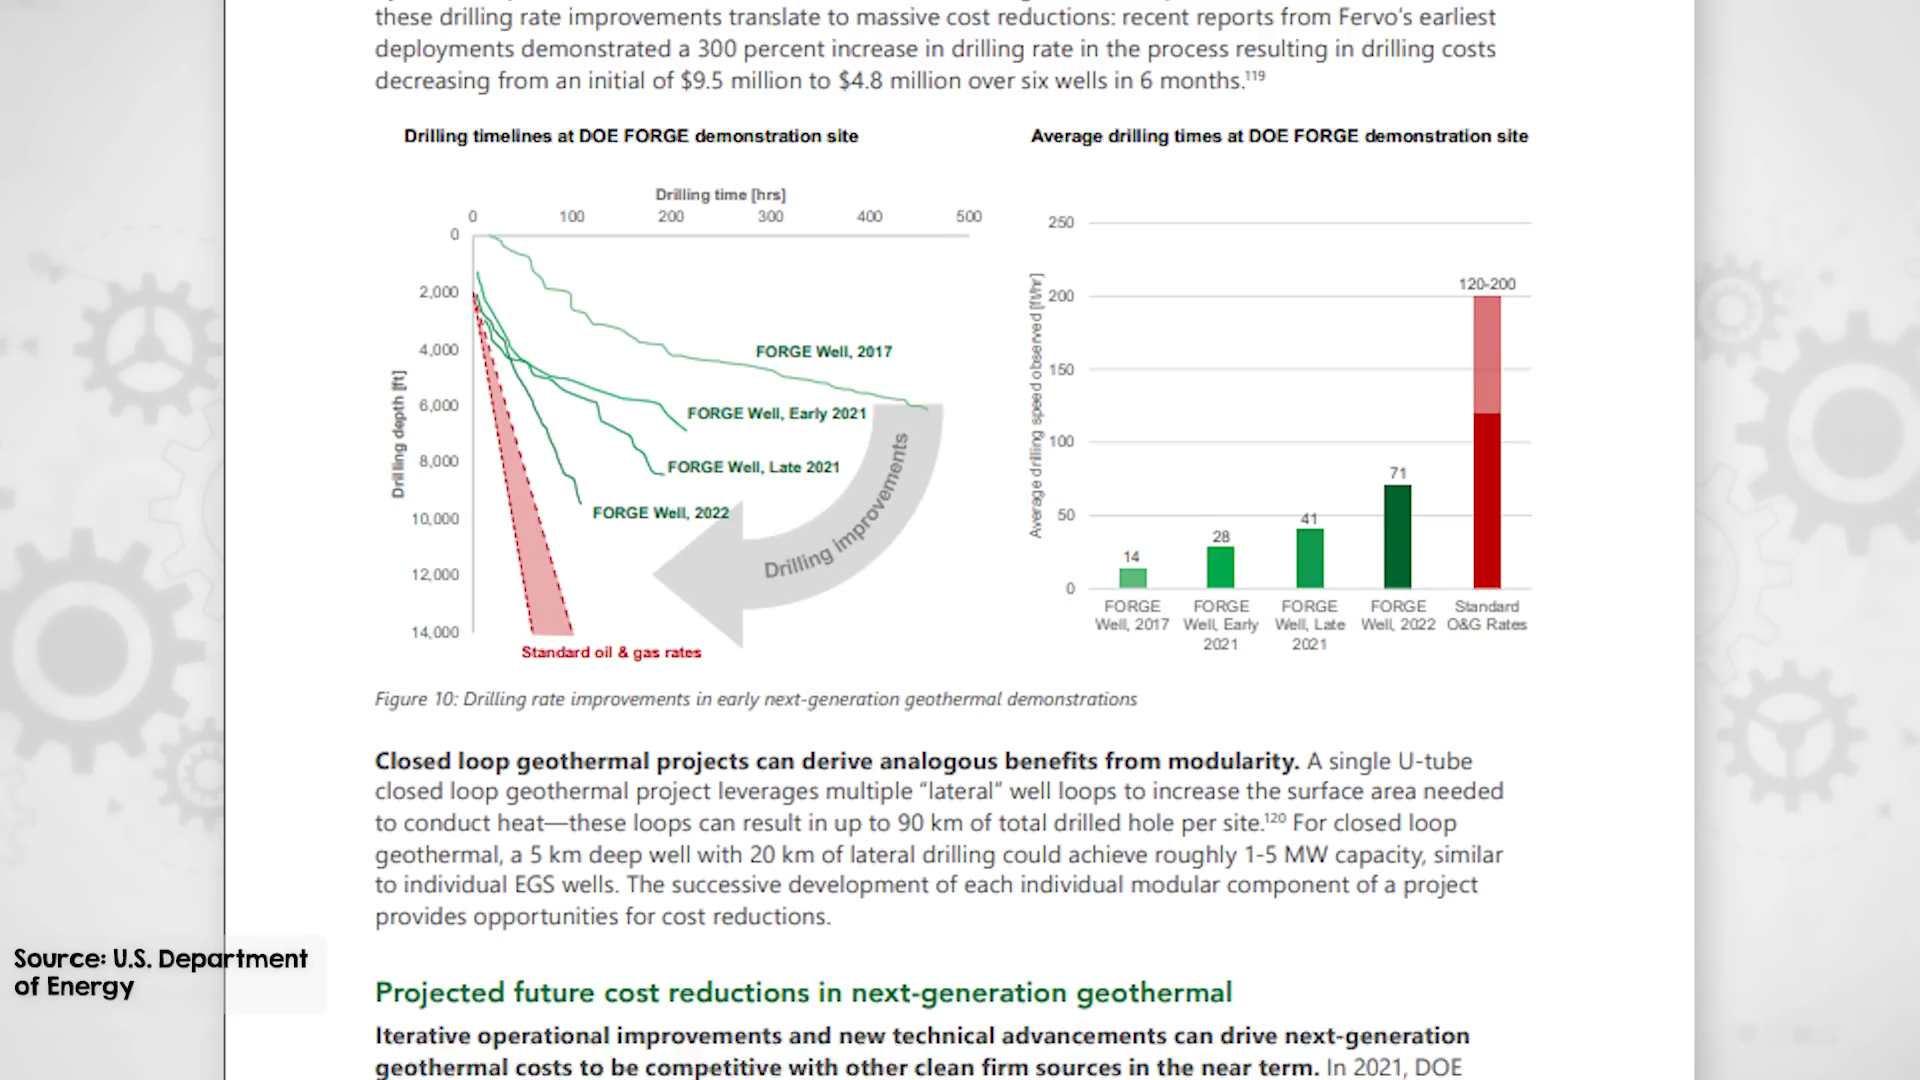 these drilling rate improvements translate to massive cost reductions: recent reports from Fervo's earliest
deployments demonstrated a 300 percent increase in drilling rate in the process resulting in drilling costs
decreasing from an initial of $9.5 million to $4.8 million over six wells in 6 months.119
Drilling timelines at DOE FORGE demonstration site
Drilling time [hrs]
0 100 200 300 400 500
Drilling depth [ft]
0
2,000
4,000
6,000
8,000
10,000
12,000
14,000
FORGE Well, 2017
FORGE Well, Early 2021
FORGE Well, Late 2021
FORGE Well, 2022
Drilling improvements
Standard oil & gas rates
Average drilling times at DOE FORGE demonstration site
Average drilling speed observed [ft/hr]
250
200
150
100
50
0
14
28
41
71
120-200
FORGE
Well, 2017
FORGE
Well, Early
2021
FORGE
Well, Late
2021
FORGE
Well, 2022
Standard
O&G Rates
Figure 10: Drilling rate improvements in early next-generation geothermal demonstrations
Closed loop geothermal projects can derive analogous benefits from modularity. A single U-tube
closed loop geothermal project leverages multiple “lateral” well loops to increase the surface area needed
to conduct heat—these loops can result in up to 90 km of total drilled hole per site.120 For closed loop
geothermal, a 5 km deep well with 20 km of lateral drilling could achieve roughly 1-5 MW capacity, similar
to individual EGS wells. The successive development of each individual modular component of a project
provides opportunities for cost reductions.
Source: U.S. Department
of Energy
Projected future cost reductions in next-generation geothermal
Iterative operational improvements and new technical advancements can drive next-generation
geothermal costs to be competitive with other clean firm sources in the near term. In 2021, DOE